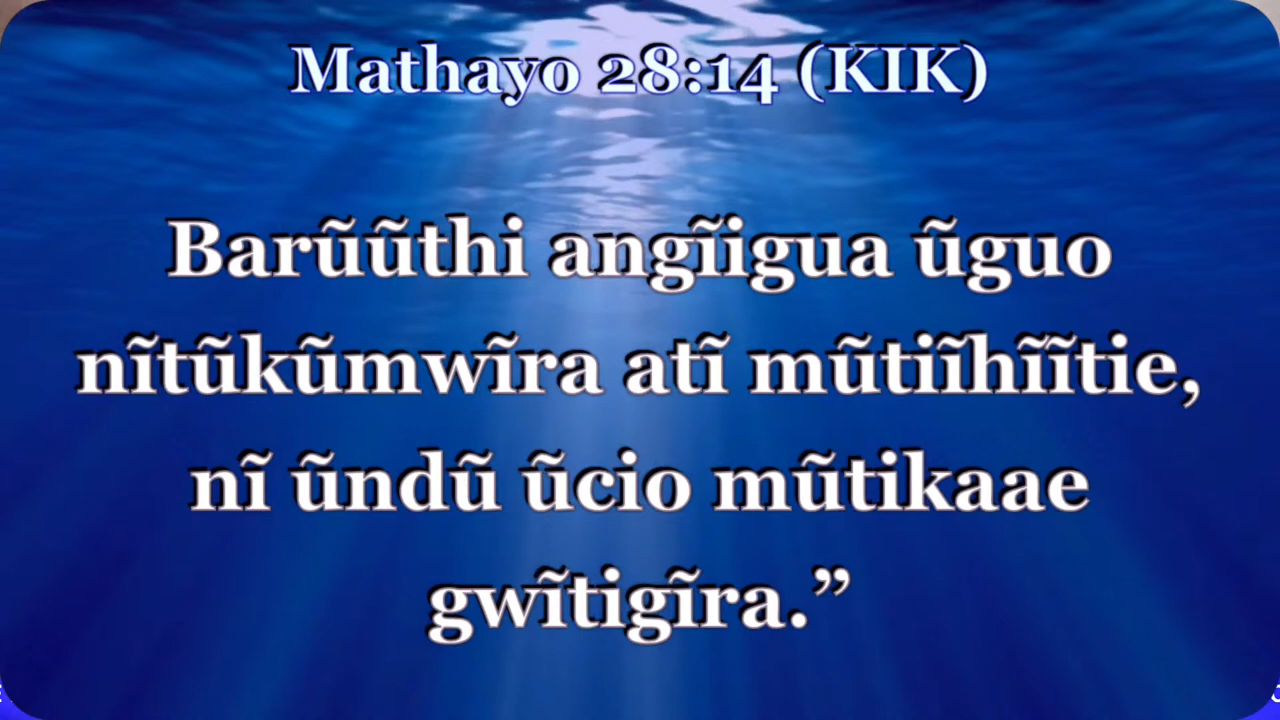 Mathayo 28:14 (KIK)
Barũũthi angĩigua ũguo
nĩtũkũmwĩra atĩ mũtiĩhĩĩtie,
nĩ ũndũ ũcio mũtikaae
gwĩtigĩra.”